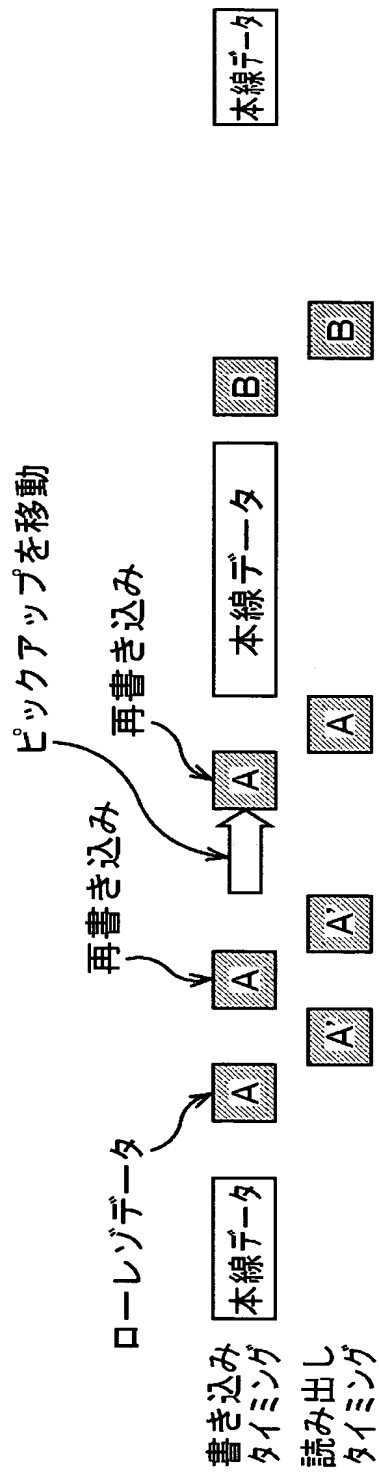 ピックアップを移動
再書き込み
再書き込み
ローレゾデータ
書き込み
タイミング
本線データ
A
A
A
本線データ
B
本線データ
読み出し
タイミング
A'
A'
A
B